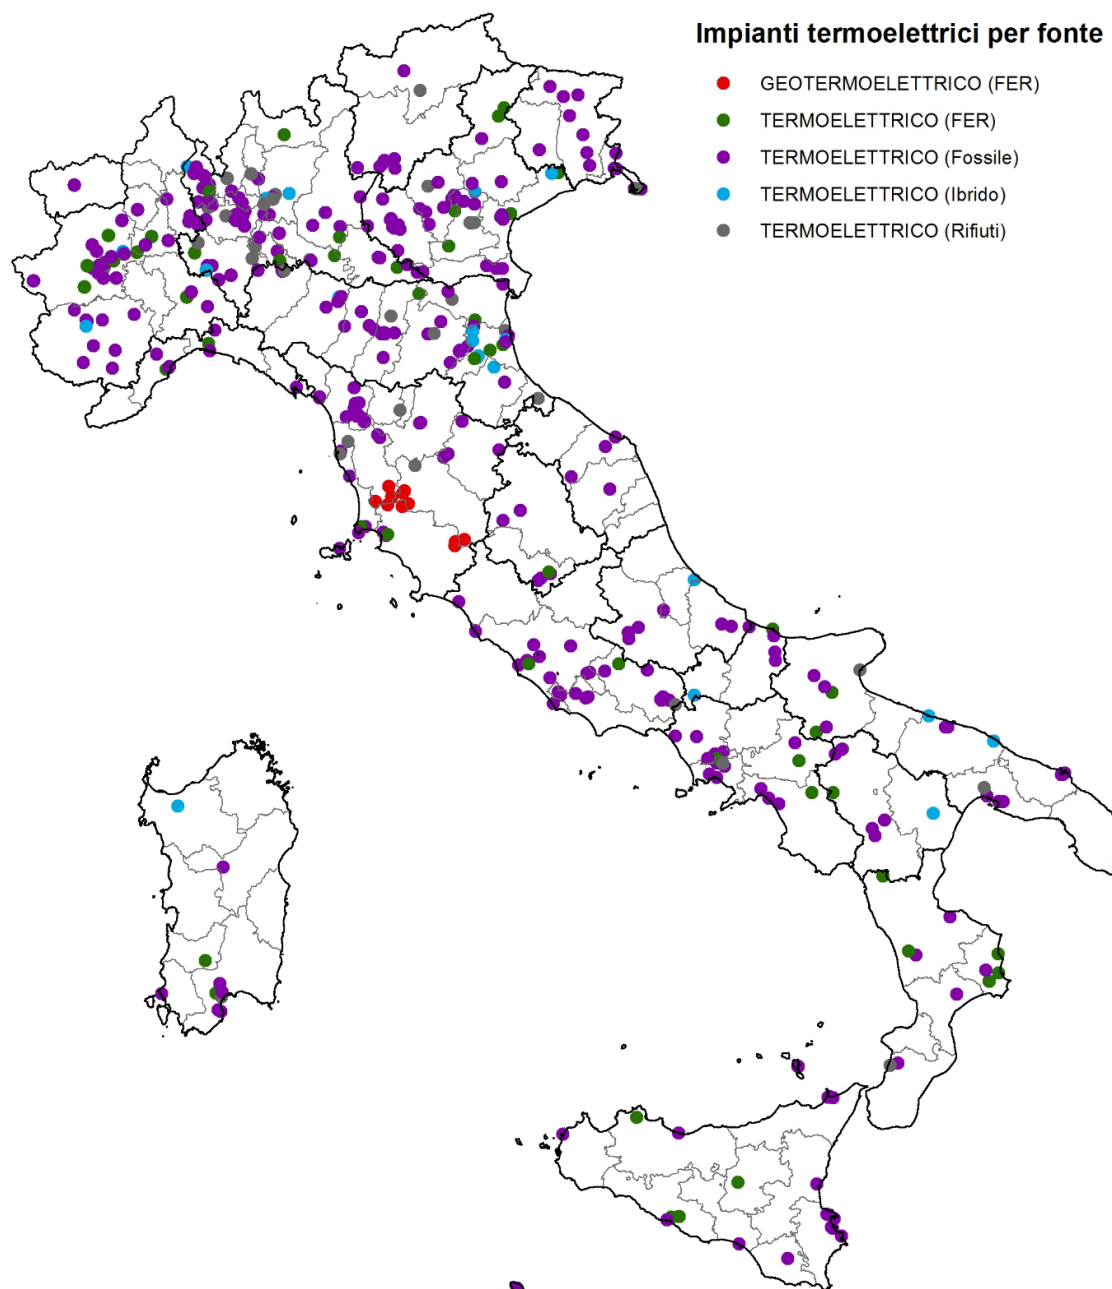 Impianti termoelettrici per fonte
GEOTERMOELETTRICO (FER)
TERMOELETTRICO (FER)
TERMOELETTRICO (Fossile)
TERMOELETTRICO (Ibrido)
TERMOELETTRICO (Rifiuti)